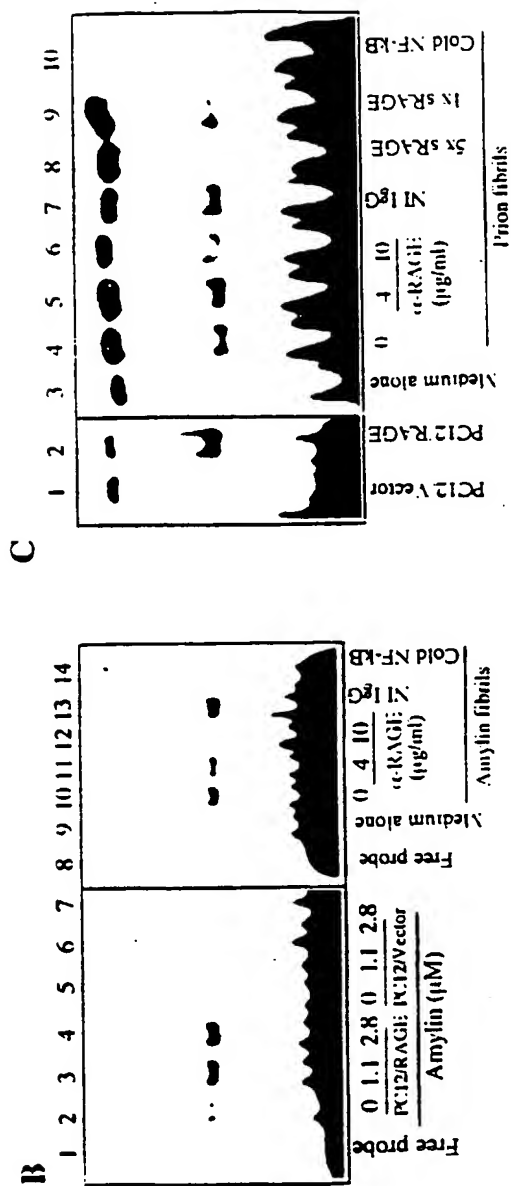 B
1 2 3 4 5 6 7
8 9 10 11 12 13 14
Free probe
0 1.1 2.8 0 1.1 2.8
PC12/RAGE PC12/Vector
Amylin (μM)
Free probe
Medium alone
0 4 10
α-RAGE
(μg/ml)
NI IgG
Cold NF-kB
Amylin fibrils
C
1 2
3 4 5 6 7 8 9 10
PC12/Vector
PC12/RAGE
Medium alone
0 4 10
α-RAGE
(μg/ml)
NI IgG
5x sRAGE
1x sRAGE
Cold NF-kB
Prion fibrils